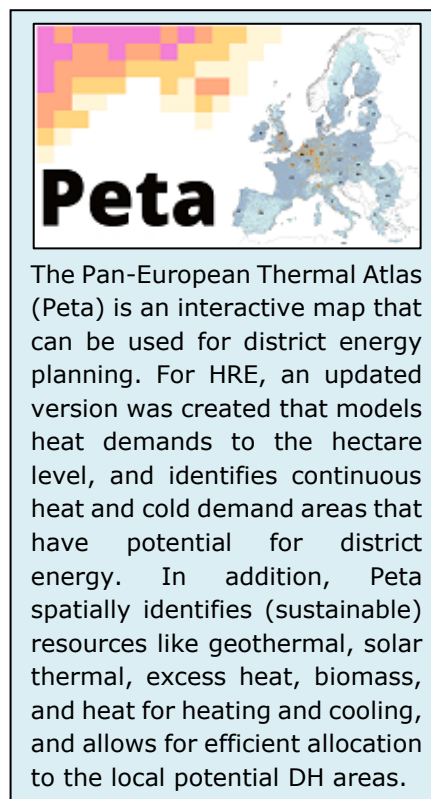 Peta
The Pan-European Thermal Atlas
(Peta) is an interactive map that
can be used for district energy
planning. For HRE, an updated
version was created that models
heat demands to the hectare
level, and identifies continuous
heat and cold demand areas that
have potential for district
energy. In addition, Peta
spatially identifies (sustainable)
resources like geothermal, solar
thermal, excess heat, biomass,
and heat for heating and cooling,
and allows for efficient allocation
to the local potential DH areas.